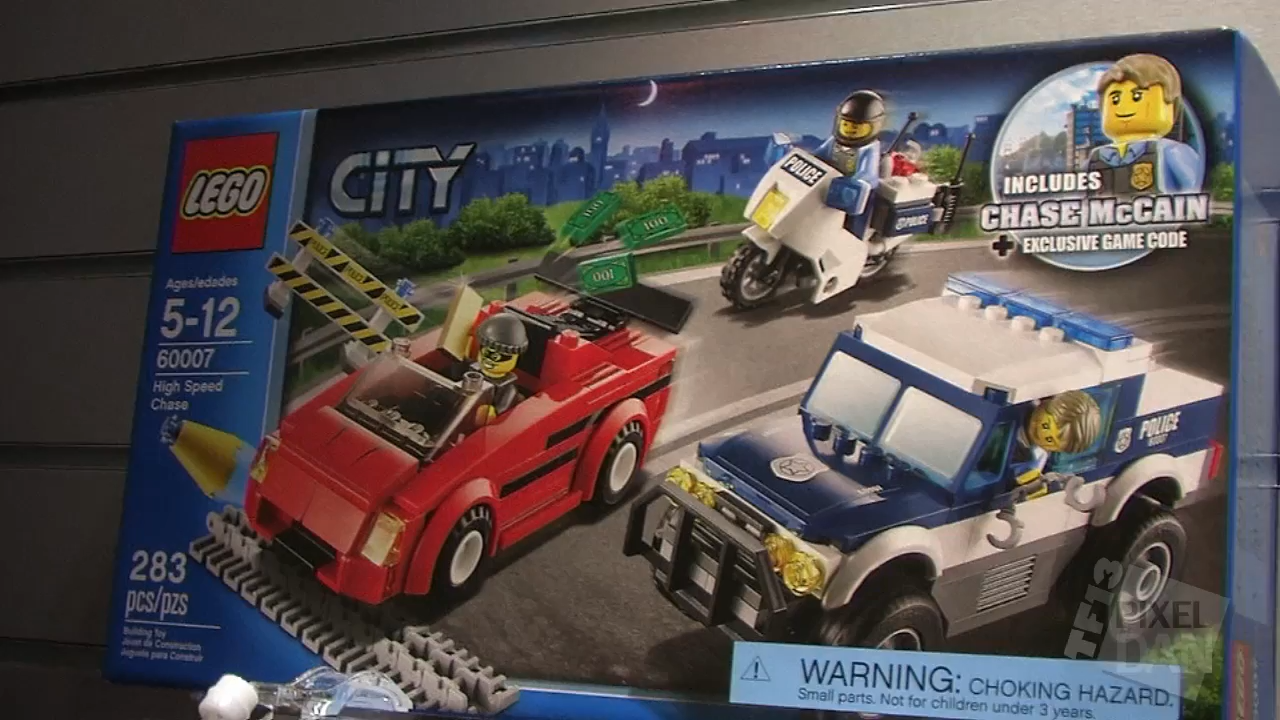 LEGO
CITY
Ages/edades
5-12
60007
High Speed
Chase
283
pcs/pzs
Building Toy
Jouet de Construction
Juguete para Construir
100
100
100
POLICE
POLICE
INCLUDES
CHASE McCAIN
+ EXCLUSIVE GAME CODE
POLICE
WARNING: CHOKING HAZARD.
Small parts. Not for children under 3 years.
TF13
PIXEL
DAN